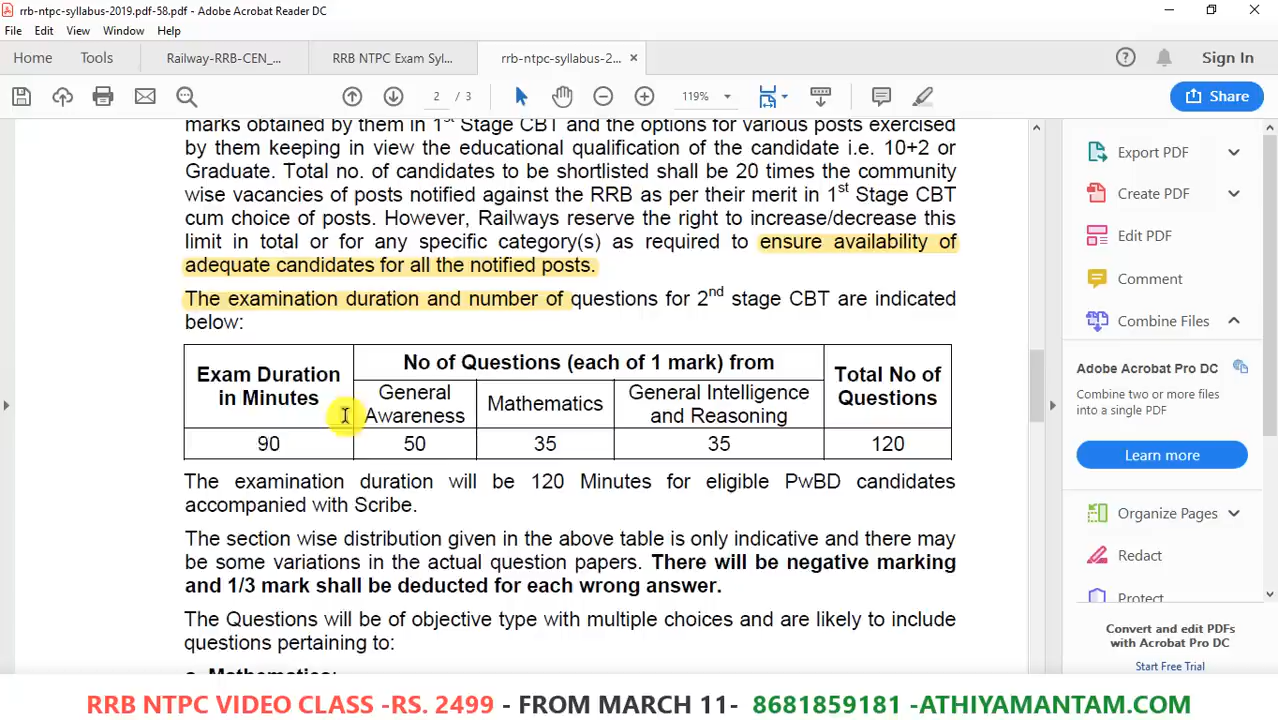 rrb-ntpc-syllabus-2019.pdf-58.pdf - Adobe Acrobat Reader DC
File Edit View Window Help
Home Tools Railway-RRB-CEN_... RRB NTPC Exam Syl... rrb-ntpc-syllabus-2... × Sign In
2 / 3 119% Share
marks obtained by them in 1st Stage CBT and the options for various posts exercised
by them keeping in view the educational qualification of the candidate i.e. 10+2 or
Graduate. Total no. of candidates to be shortlisted shall be 20 times the community
wise vacancies of posts notified against the RRB as per their merit in 1st Stage CBT
cum choice of posts. However, Railways reserve the right to increase/decrease this
limit in total or for any specific category(s) as required to ensure availability of
adequate candidates for all the notified posts.
The examination duration and number of questions for 2nd stage CBT are indicated
below:
Exam Duration
in Minutes
No of Questions (each of 1 mark) from
Total No of
Questions
General
Awareness
Mathematics
General Intelligence
and Reasoning
90 50 35 35 120
The examination duration will be 120 Minutes for eligible PwBD candidates
accompanied with Scribe.
The section wise distribution given in the above table is only indicative and there may
be some variations in the actual question papers. There will be negative marking
and 1/3 mark shall be deducted for each wrong answer.
The Questions will be of objective type with multiple choices and are likely to include
questions pertaining to:
a. Mathematics:
Export PDF
Create PDF
Edit PDF
Comment
Combine Files
Adobe Acrobat Pro DC
Combine two or more files
into a single PDF
Learn more
Organize Pages
Redact
Protect
Convert and edit PDFs
with Acrobat Pro DC
Start Free Trial
RRB NTPC VIDEO CLASS -RS. 2499 - FROM MARCH 11- 8681859181 -ATHIYAMANTAM.COM